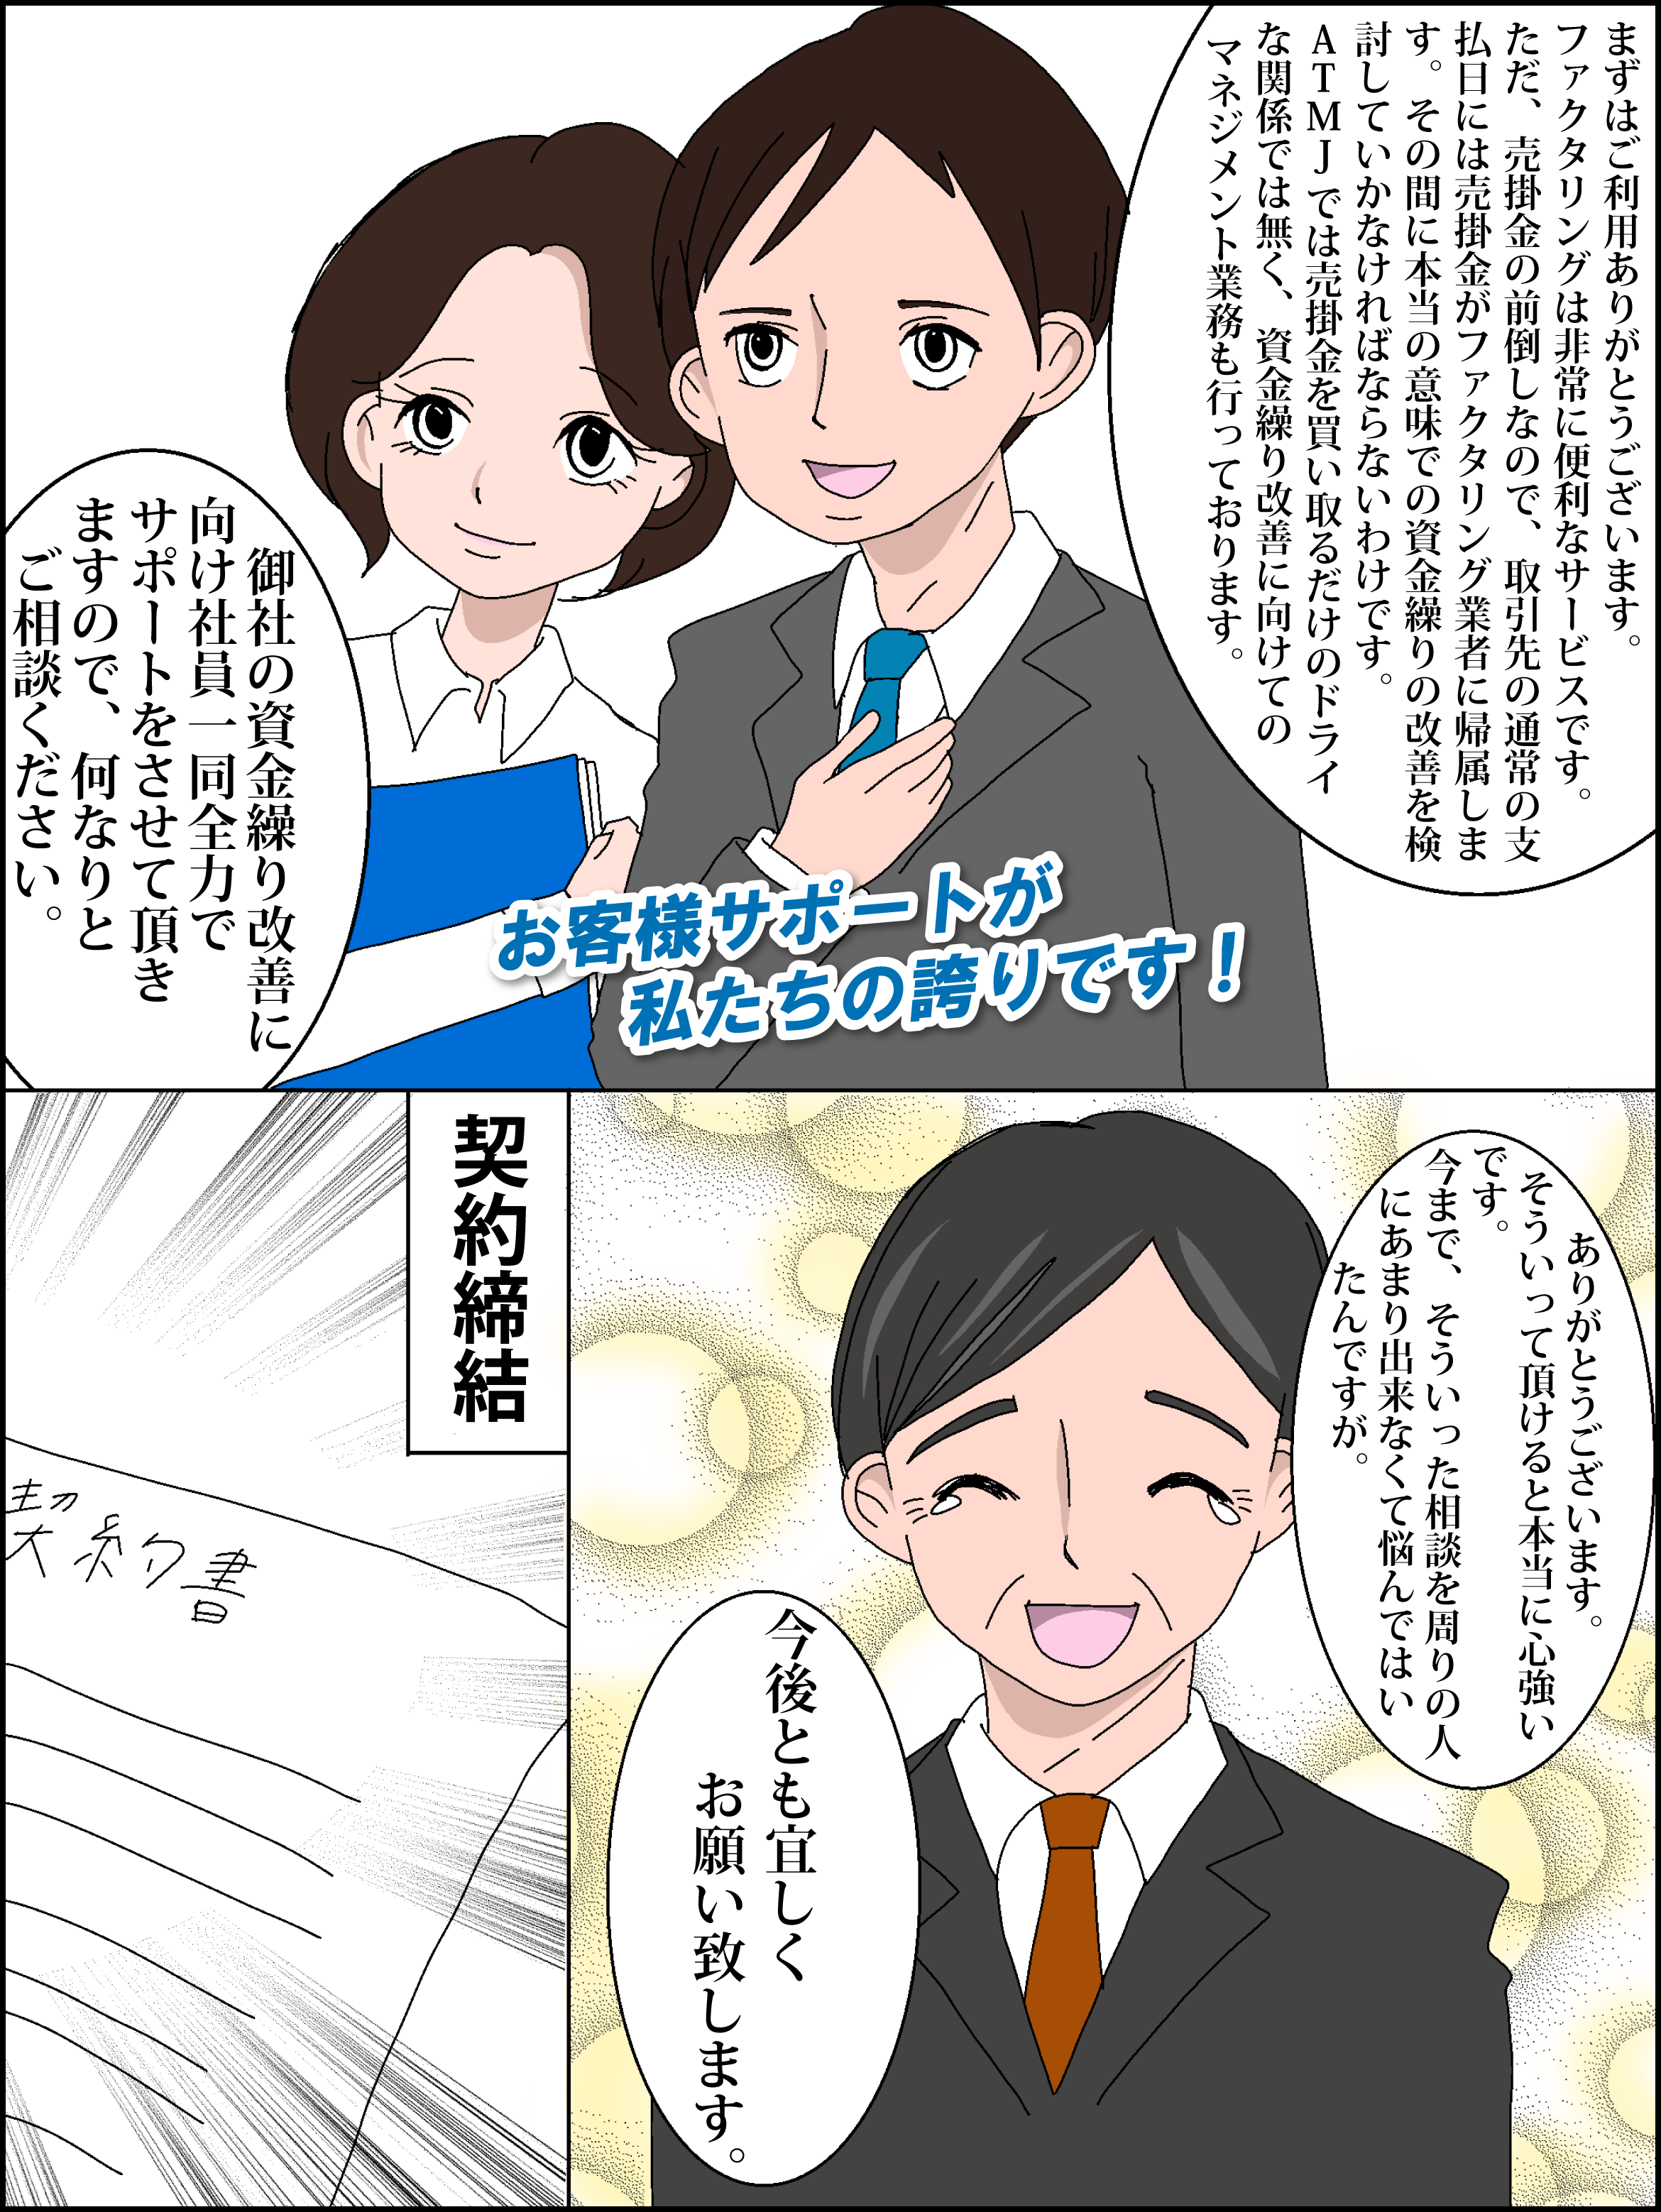 まずはご利用ありがとうございます。
ファクタリングは非常に便利なサービスです。
ただ、売掛金の前倒しなので、取引先の通常の支
払日には売掛金がファクタリング業者に帰属しま
す。その間に本当の意味での資金繰りの改善を検
討していかなければならないわけです。
ＡＴＭＪでは売掛金を買い取るだけのドライ
な関係では無く、資金繰り改善に向けての
マネジメント業務も行っております。
御社の資金繰り改善に
向け社員一同全力で
サポートをさせて頂き
ますので、何なりと
ご相談ください。
お客様サポートが
私たちの誇りです！
ありがとうございます。
そういって頂けると本当に心強い
です。
今まで、そういった相談を周りの人
にあまり出来なくて悩んではい
たんですが。
今後とも宜しく
お願い致します。
契約締結
契約書